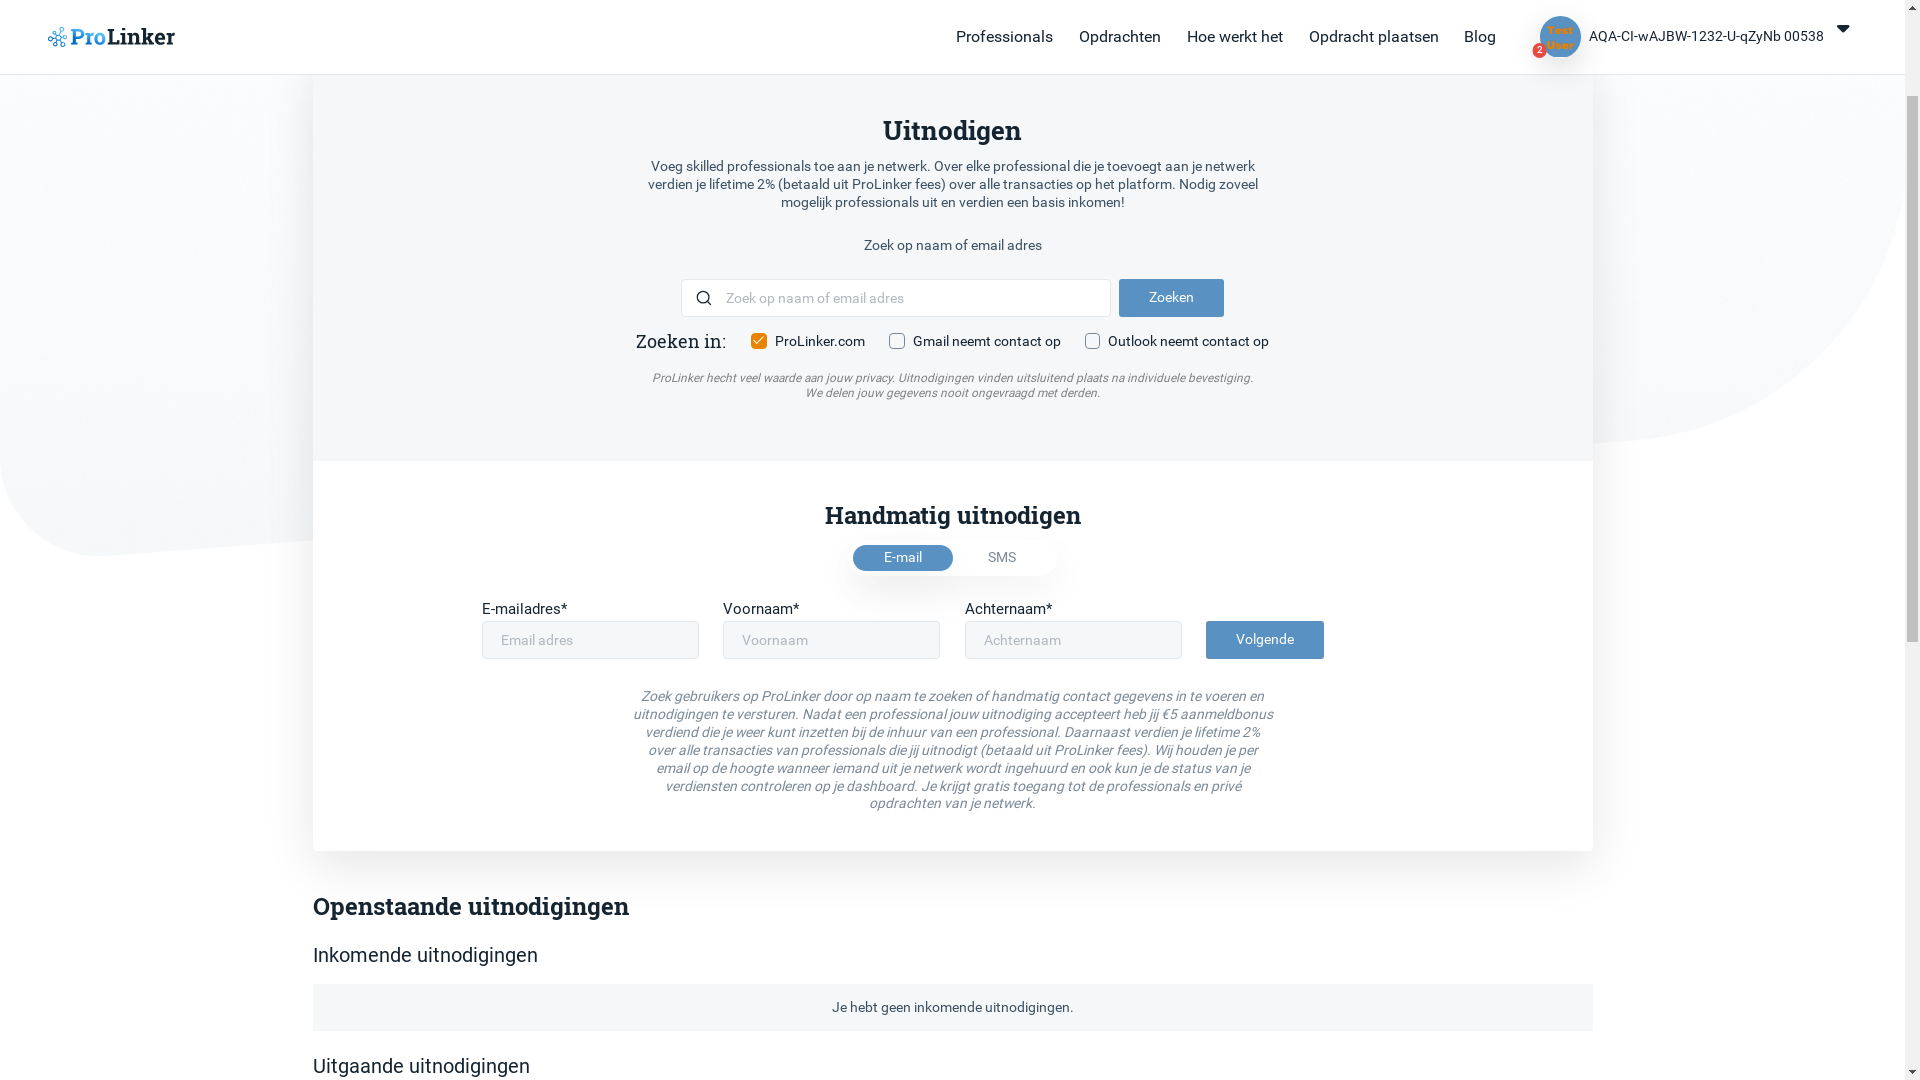 ProLinker
Professionals
Opdrachten
Hoe werkt het
Opdracht plaatsen
Blog
Test
User
2
AQA-CI-wAJBW-1232-U-qZyNb 00538
Uitnodigen
Voeg skilled professionals toe aan je netwerk. Over elke professional die je toevoegt aan je netwerk
verdien je lifetime 2% (betaald uit ProLinker fees) over alle transacties op het platform. Nodig zoveel
mogelijk professionals uit en verdien een basis inkomen!
Zoek op naam of email adres
Zoek op naam of email adres
Zoeken
Zoeken in:
ProLinker.com
Gmail neemt contact op
Outlook neemt contact op
ProLinker hecht veel waarde aan jouw privacy. Uitnodigingen vinden uitsluitend plaats na individuele bevestiging.
We delen jouw gegevens nooit ongevraagd met derden.
Handmatig uitnodigen
E-mail
SMS
E-mailadres*
Voornaam*
Achternaam*
Email adres
Voornaam
Achternaam
Volgende
Zoek gebruikers op ProLinker door op naam te zoeken of handmatig contact gegevens in te voeren en
uitnodigingen te versturen. Nadat een professional jouw uitnodiging accepteert heb jij €5 aanmeldbonus
verdiend die je weer kunt inzetten bij de inhuur van een professional. Daarnaast verdien je lifetime 2%
over alle transacties van professionals die jij uitnodigt (betaald uit ProLinker fees). Wij houden je per
email op de hoogte wanneer iemand uit je netwerk wordt ingehuurd en ook kun je de status van je
verdiensten controleren op je dashboard. Je krijgt gratis toegang tot de professionals en privé
opdrachten van je netwerk.
Openstaande uitnodigingen
Inkomende uitnodigingen
Je hebt geen inkomende uitnodigingen.
Uitgaande uitnodigingen